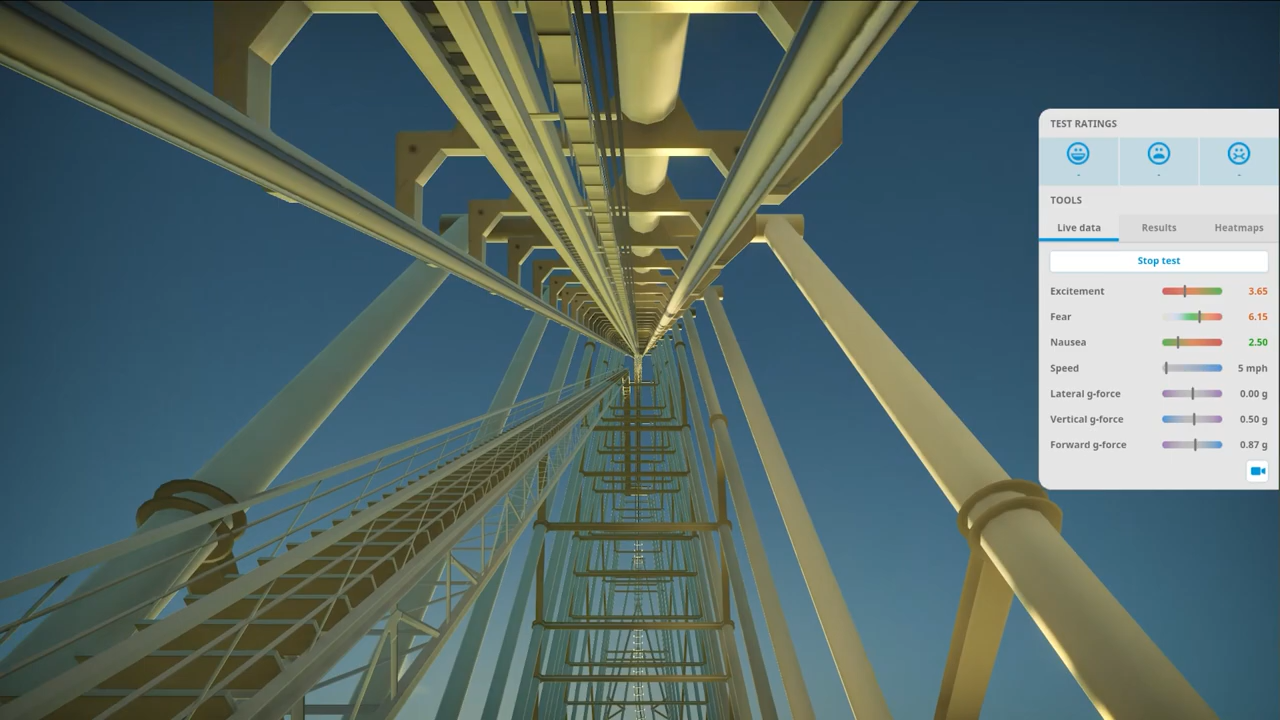 TEST RATINGS
- - -
TOOLS
Live data Results Heatmaps
Stop test
Excitement 3.65
Fear 6.15
Nausea 2.50
Speed 5 mph
Lateral g-force 0.00 g
Vertical g-force 0.50 g
Forward g-force 0.87 g